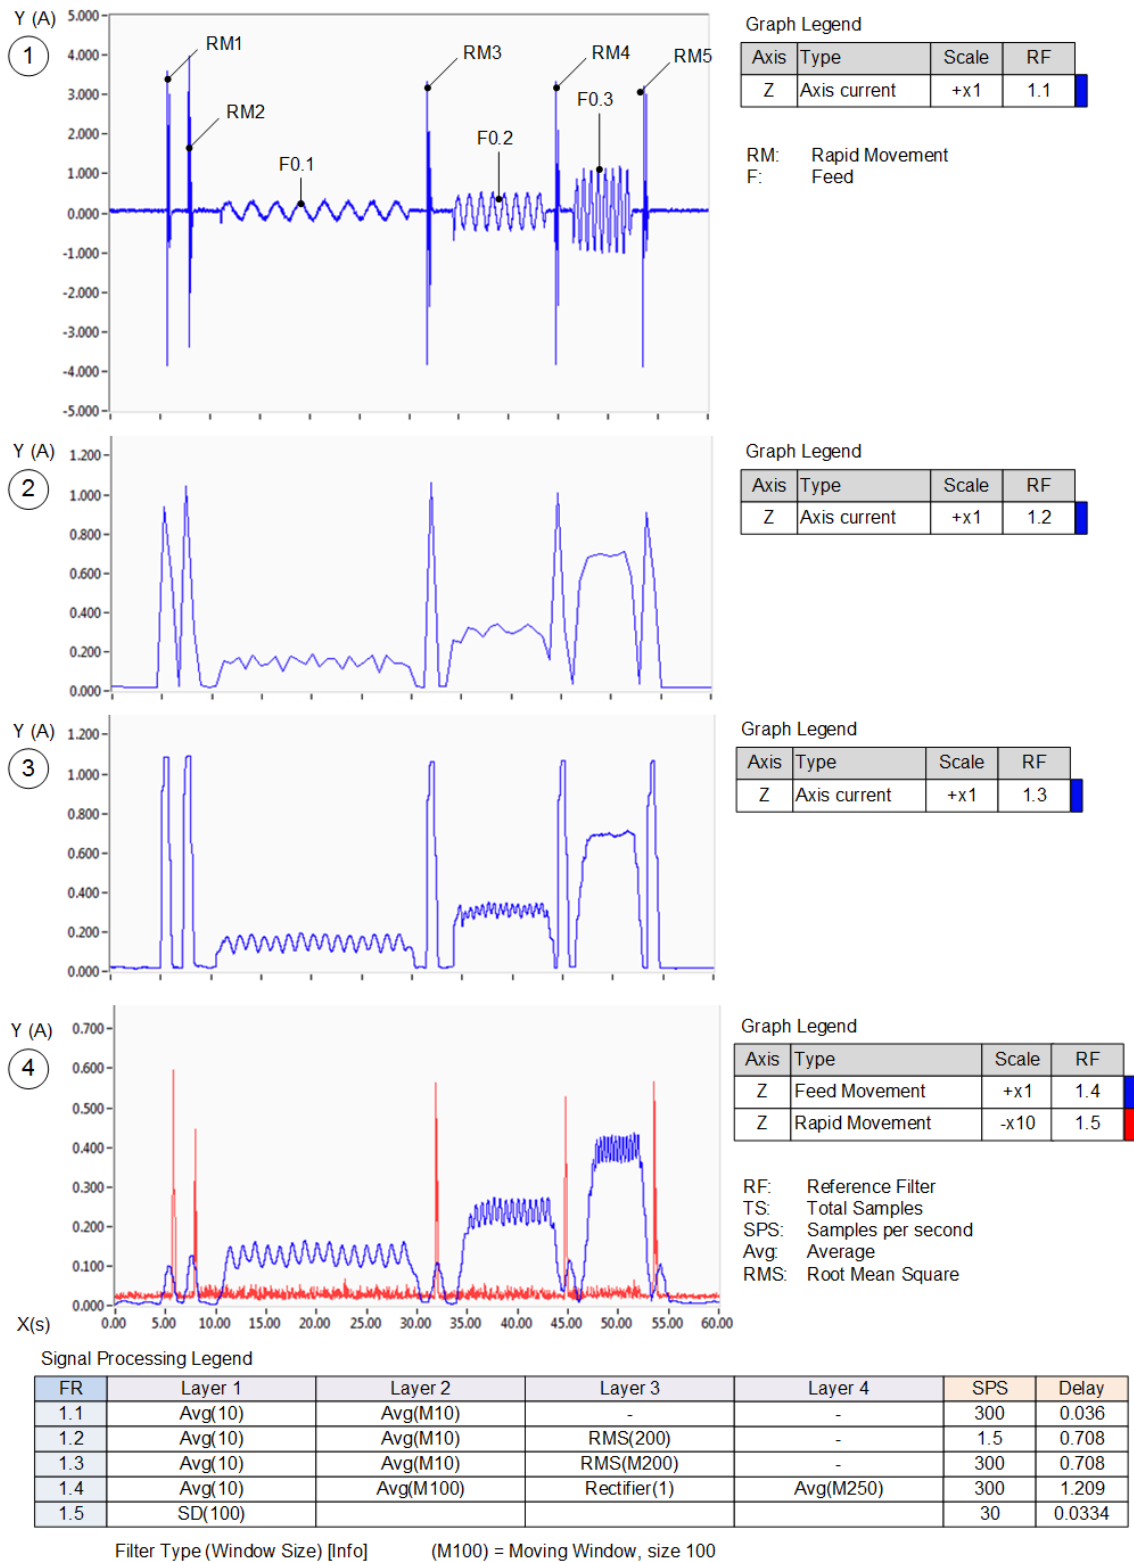 Y (A)
1
5.000
4.000
3.000
2.000
1.000
0.000
-1.000
-2.000
-3.000
-4.000
-5.000
RM1
RM2
F0.1
RM3
F0.2
RM4
F0.3
RM5
Graph Legend
Axis Type Scale RF
Z Axis current +x1 1.1
RM: Rapid Movement
F: Feed
Y (A)
2
1.200
1.000
0.800
0.600
0.400
0.200
0.000
Graph Legend
Axis Type Scale RF
Z Axis current +x1 1.2
Y (A)
3
1.200
1.000
0.800
0.600
0.400
0.200
0.000
Graph Legend
Axis Type Scale RF
Z Axis current +x1 1.3
Y (A)
4
0.700
0.600
0.500
0.400
0.300
0.200
0.100
0.000
X(s)
0.00 5.00 10.00 15.00 20.00 25.00 30.00 35.00 40.00 45.00 50.00 55.00 60.00
Graph Legend
Axis Type Scale RF
Z Feed Movement +x1 1.4
Z Rapid Movement -x10 1.5
RF: Reference Filter
TS: Total Samples
SPS: Samples per second
Avg: Average
RMS: Root Mean Square
Signal Processing Legend
FR Layer 1 Layer 2 Layer 3 Layer 4 SPS Delay
1.1 Avg(10) Avg(M10) - - 300 0.036
1.2 Avg(10) Avg(M10) RMS(200) - 1.5 0.708
1.3 Avg(10) Avg(M10) RMS(M200) - 300 0.708
1.4 Avg(10) Avg(M100) Rectifier(1) Avg(M250) 300 1.209
1.5 SD(100) 30 0.0334
Filter Type (Window Size) [Info] (M100) = Moving Window, size 100